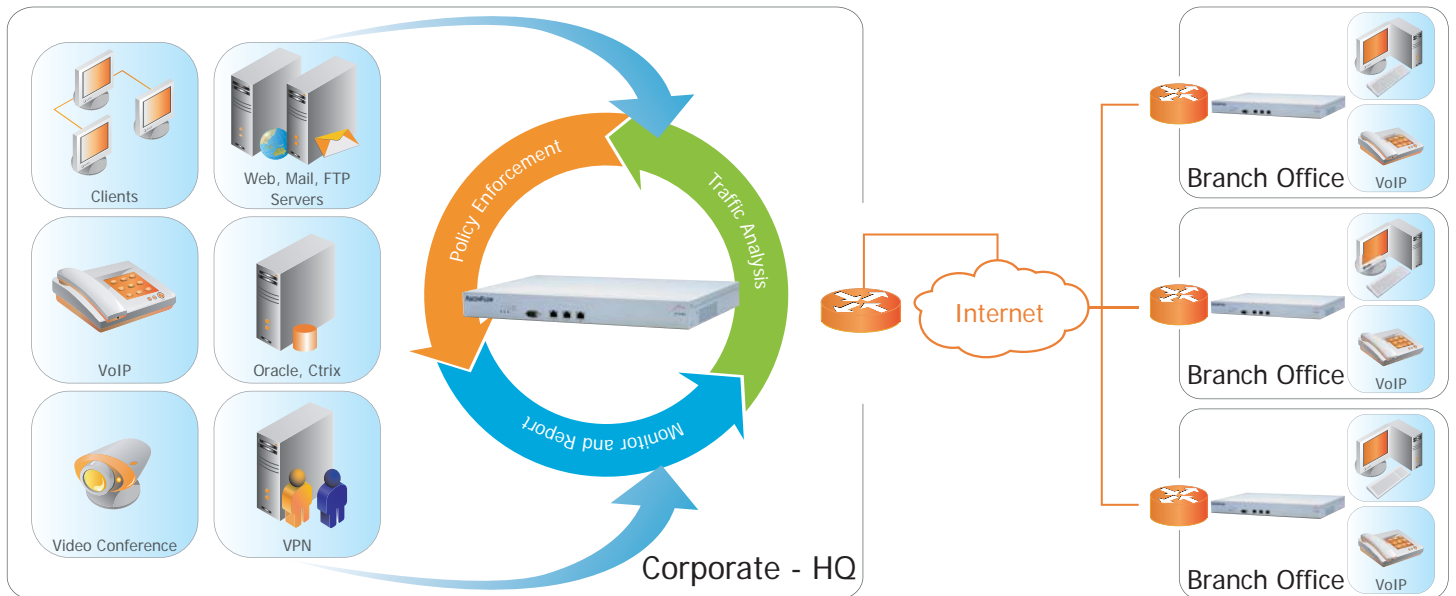 Clients
Web, Mail, FTP
Servers
VoIP
Oracle, Ctrix
Video Conference
VPN
Policy Enforcement
Traffic Analysis
Monitor and Report
Corporate - HQ
Internet
Branch Office
VoIP
Branch Office
VoIP
Branch Office
VoIP